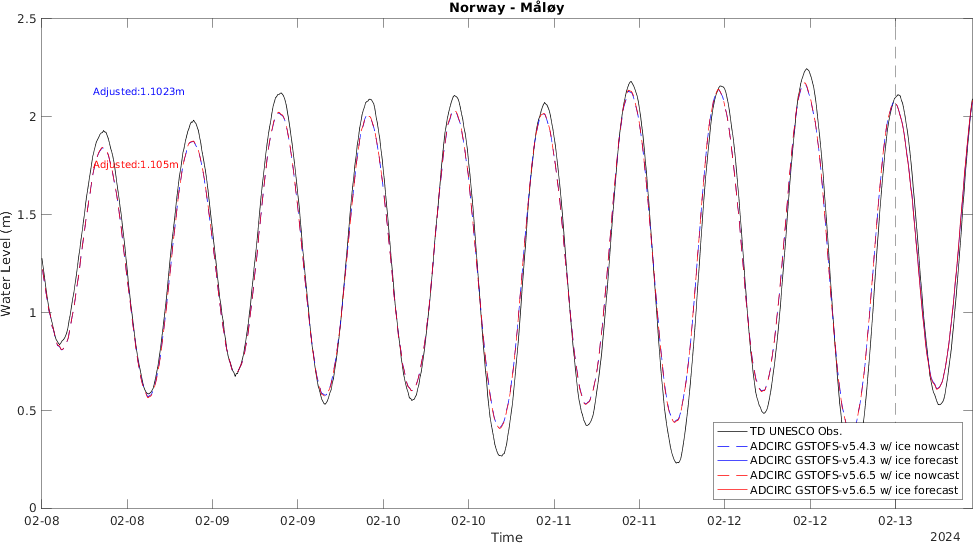 Norway - Måløy
2.5
2
1.5
1
0.5
0
Water Level (m)
Adjusted:1.1023m
Adjusted:1.105m
TD UNESCO Obs.
ADCIRC GSTOFS-v5.4.3 w/ ice nowcast
ADCIRC GSTOFS-v5.4.3 w/ ice forecast
ADCIRC GSTOFS-v5.6.5 w/ ice nowcast
ADCIRC GSTOFS-v5.6.5 w/ ice forecast
02-08 02-08 02-09 02-09 02-10 02-10 02-11 02-11 02-12 02-12 02-13
Time
2024